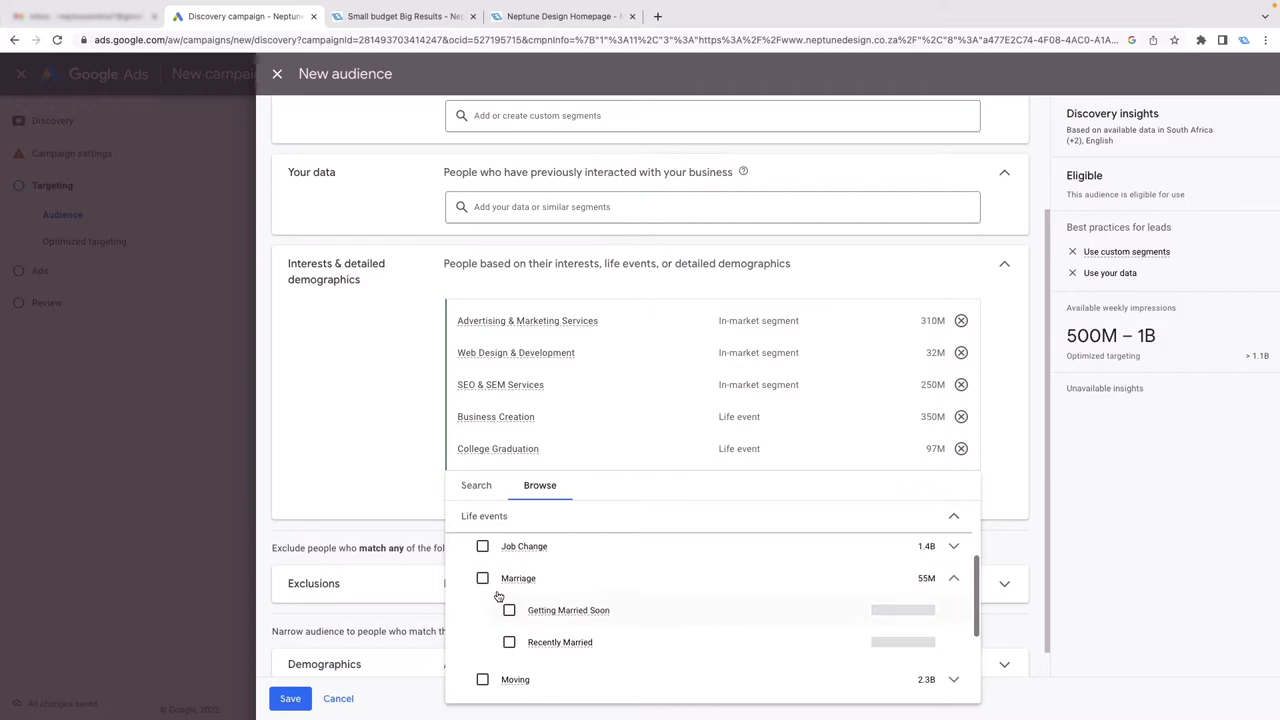 Discovery campaign - Neptune
Small budget Big Results - Nep
Neptune Design Homepage - N
ads.google.com/aw/campaigns/new/discovery?campaignId=281493703414247&ocid=527195715&cmpnInfo=%7B"1"%3A11%2C"3"%3A"https%3A%2F%2Fwww.neptunedesign.co.za%2F"%2C"8"%3A"a477E2C74-4F08-4AC0-A1A...
Google Ads
New campai
New audience
Discovery
Campaign settings
Targeting
Audience
Optimized targeting
Ads
Review
Add or create custom segments
Your data
People who have previously interacted with your business
Add your data or similar segments
Interests & detailed
demographics
People based on their interests, life events, or detailed demographics
Advertising & Marketing Services In-market segment 310M
Web Design & Development In-market segment 32M
SEO & SEM Services In-market segment 250M
Business Creation Life event 350M
College Graduation Life event 97M
Search Browse
Life events
Job Change 1.4B
Marriage 55M
Getting Married Soon
Recently Married
Moving 2.3B
Exclude people who match any of the fol
Exclusions
Narrow audience to people who match th
Demographics
Save Cancel
All changes saved
© Google, 2022.
Discovery insights
Based on available data in South Africa
(+2), English
Eligible
This audience is eligible for use
Best practices for leads
Use custom segments
Use your data
Available weekly impressions
500M – 1B
Optimized targeting > 1.1B
Unavailable insights